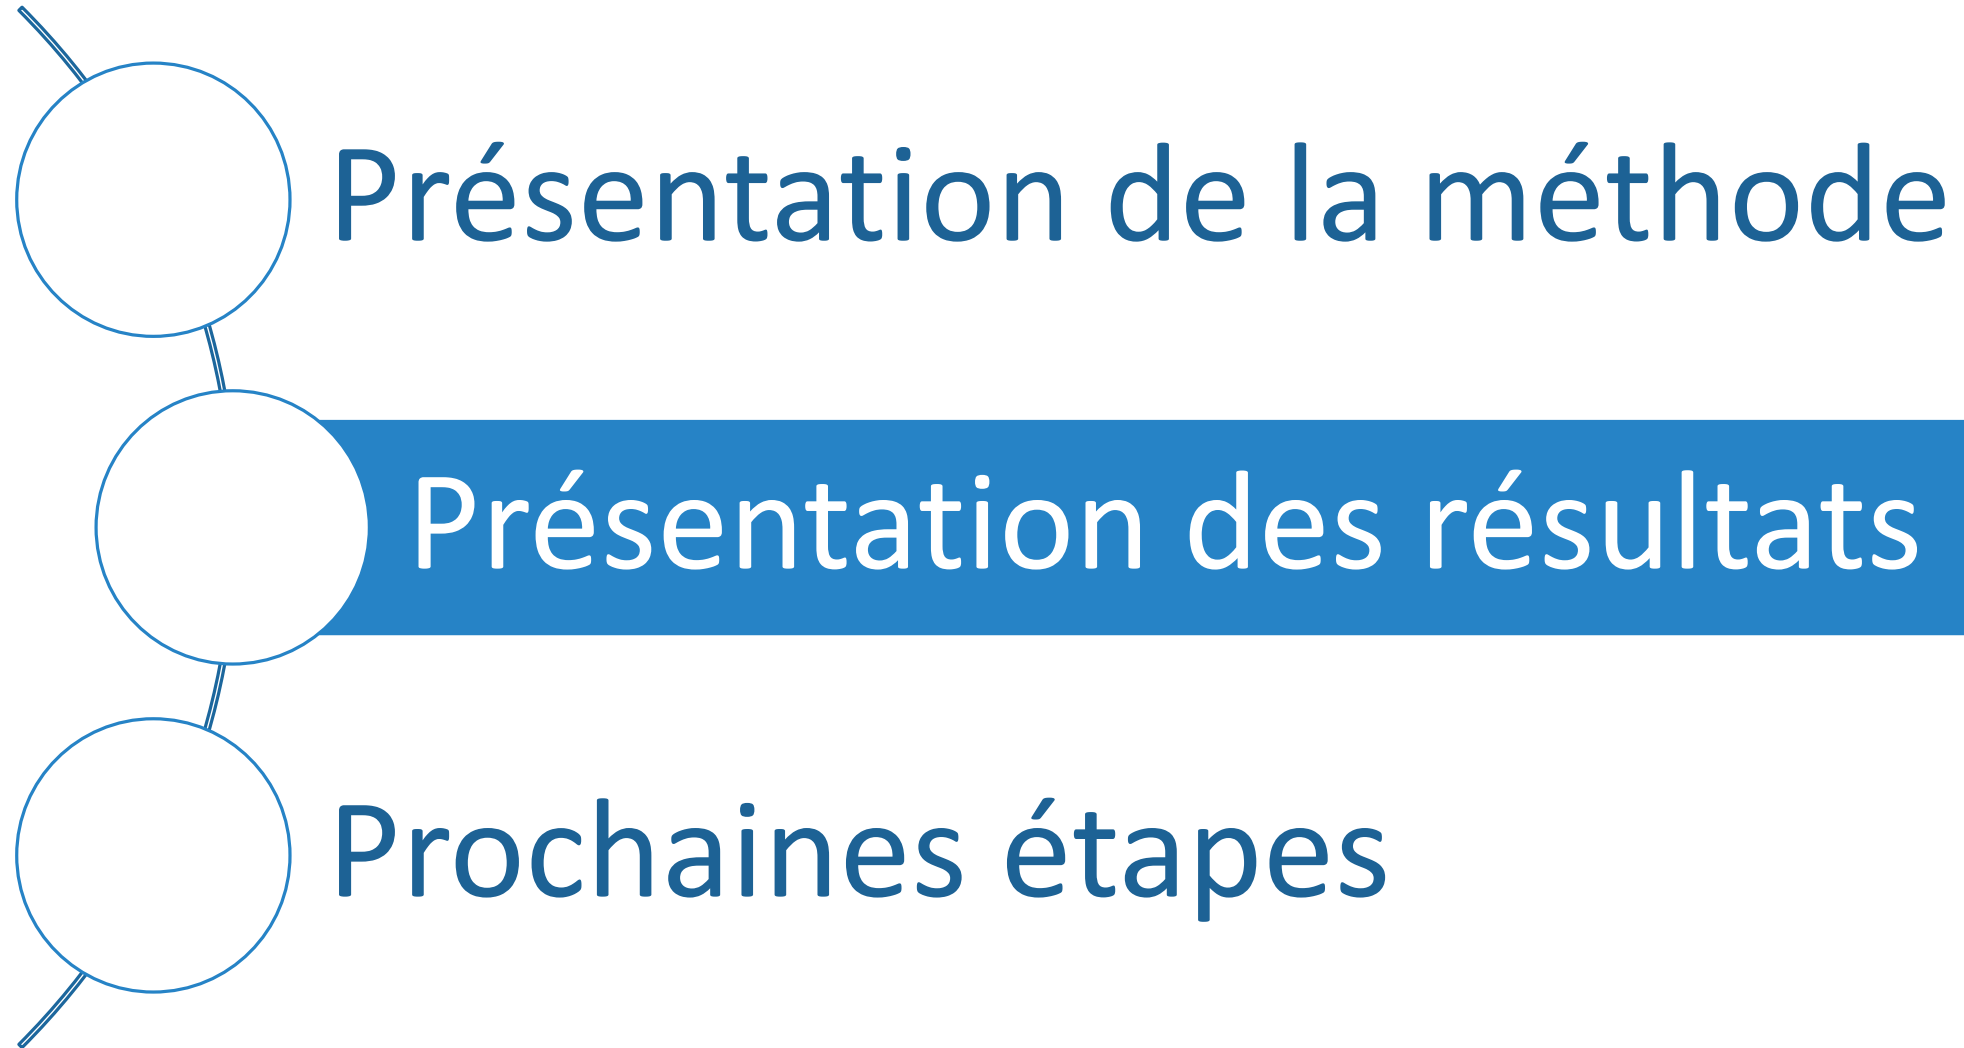 Présentation de la méthode
Présentation des résultats
Prochaines étapes